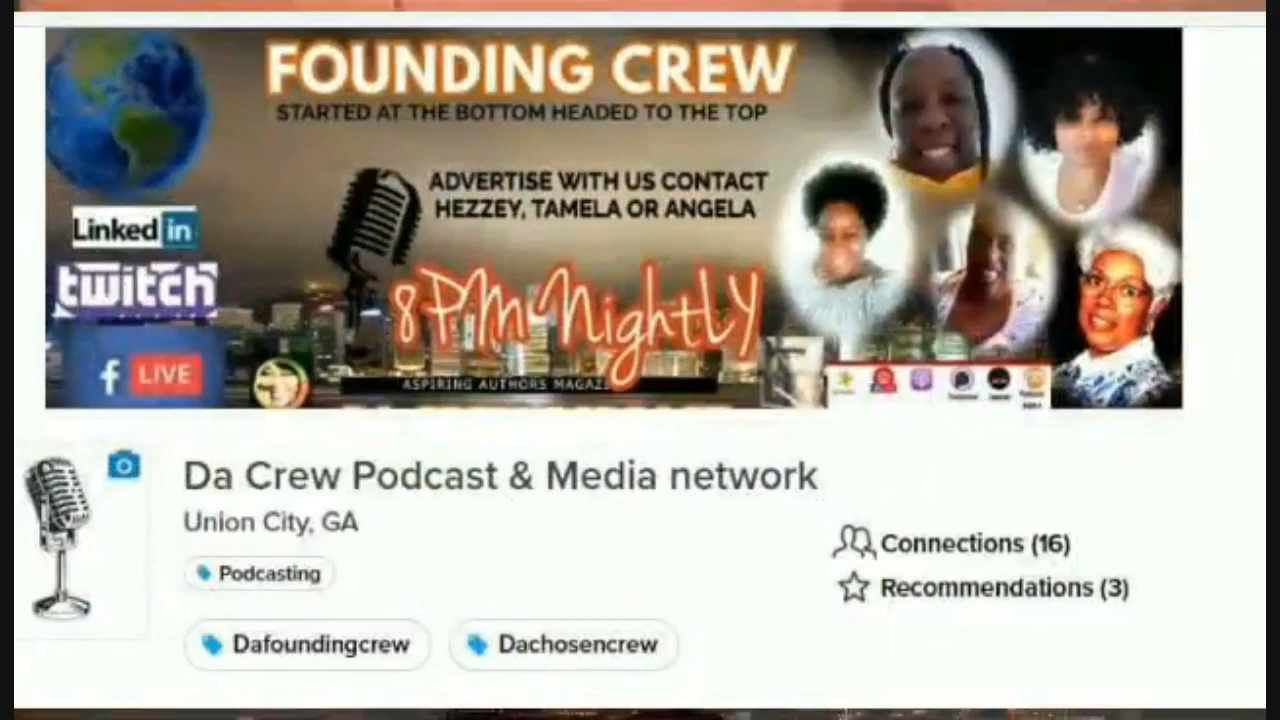 FOUNDING CREW
STARTED AT THE BOTTOM HEADED TO THE TOP
ADVERTISE WITH US CONTACT
HEZZEY, TAMELA OR ANGELA
Linked in
twitch
8PM Nightly
f LIVE
ASPIRING AUTHORS
Da Crew Podcast & Media network
Union City, GA
Podcasting
Connections (16)
Recommendations (3)
Dafoundingcrew
Dachosencrew